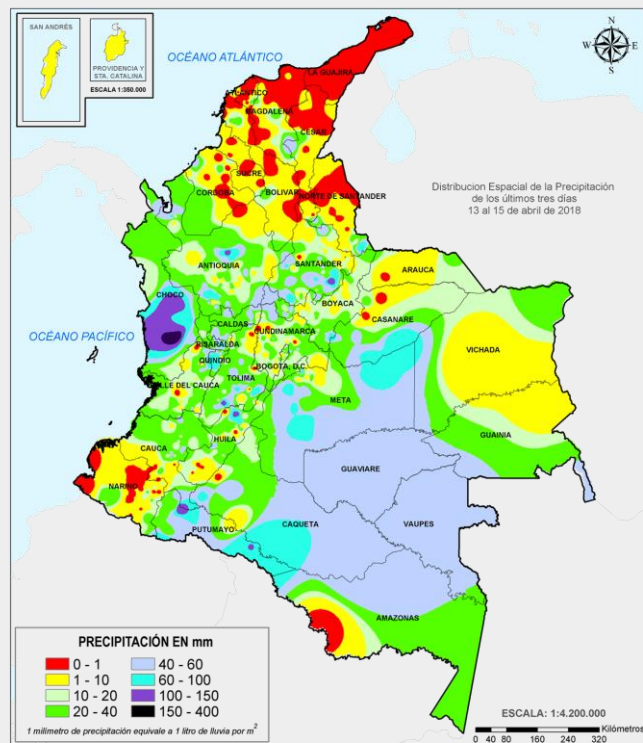 SAN ANDRÉS
PROVIDENCIA Y
STA. CATALINA
ESCALA 1:350.000
OCÉANO ATLÁNTICO
N
W E
S
LA GUAJIRA
ATLÁNTICO
MAGDALENA
CESAR
SUCRE
CORDOBA
BOLIVAR
NORTE DE SANTANDER
Distribucion Espacial de la Precipitación
de los últimos tres días
13 al 15 de abril de 2018
ANTIOQUIA
SANTANDER
ARAUCA
CHOCO
BOYACA
CASANARE
OCÉANO PACÍFICO
CALDAS
CUNDINAMARCA
RISARALDA
VICHADA
QUINDIO
BOGOTA, D.C.
TOLIMA
VALLE DEL CAUCA
META
GUAINIA
HUILA
CAUCA
GUAVIARE
NARIÑO
PUTUMAYO
CAQUETA
VAUPES
AMAZONAS
PRECIPITACIÓN EN mm
0 - 1 40 - 60
1 - 10 60 - 100
10 - 20 100 - 150
20 - 40 150 - 400
1 milímetro de precipitación equivale a 1 litro de lluvia por m²
ESCALA: 1:4.200.000
Kilómetros
0 40 80 160 240 320